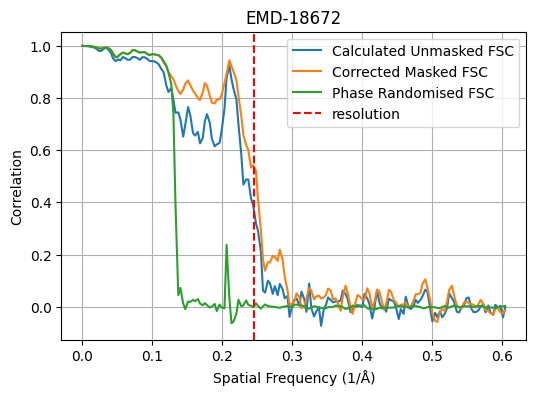 EMD-18672
Calculated Unmasked FSC
Corrected Masked FSC
Phase Randomised FSC
resolution
Correlation
1.0
0.8
0.6
0.4
0.2
0.0
0.0 0.1 0.2 0.3 0.4 0.5 0.6
Spatial Frequency (1/Å)